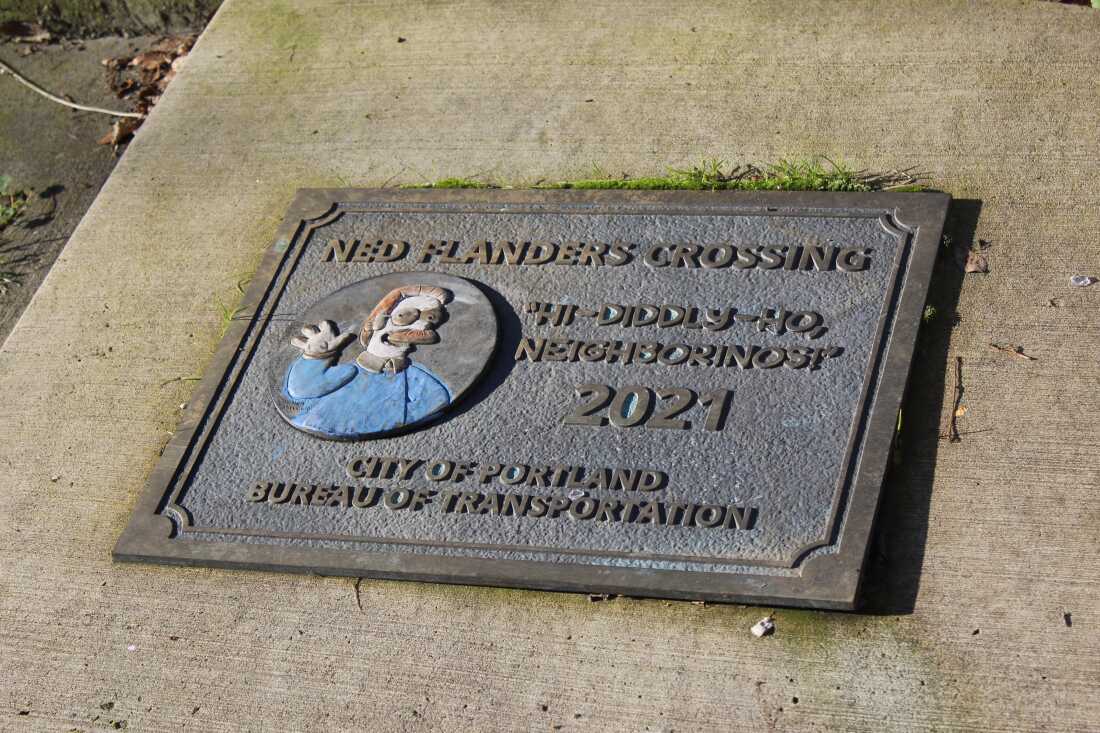 NED FLANDERS CROSSING
"HI-DIDDLY-HO,
NEIGHBORINOS!"
2021
CITY OF PORTLAND
BUREAU OF TRANSPORTATION